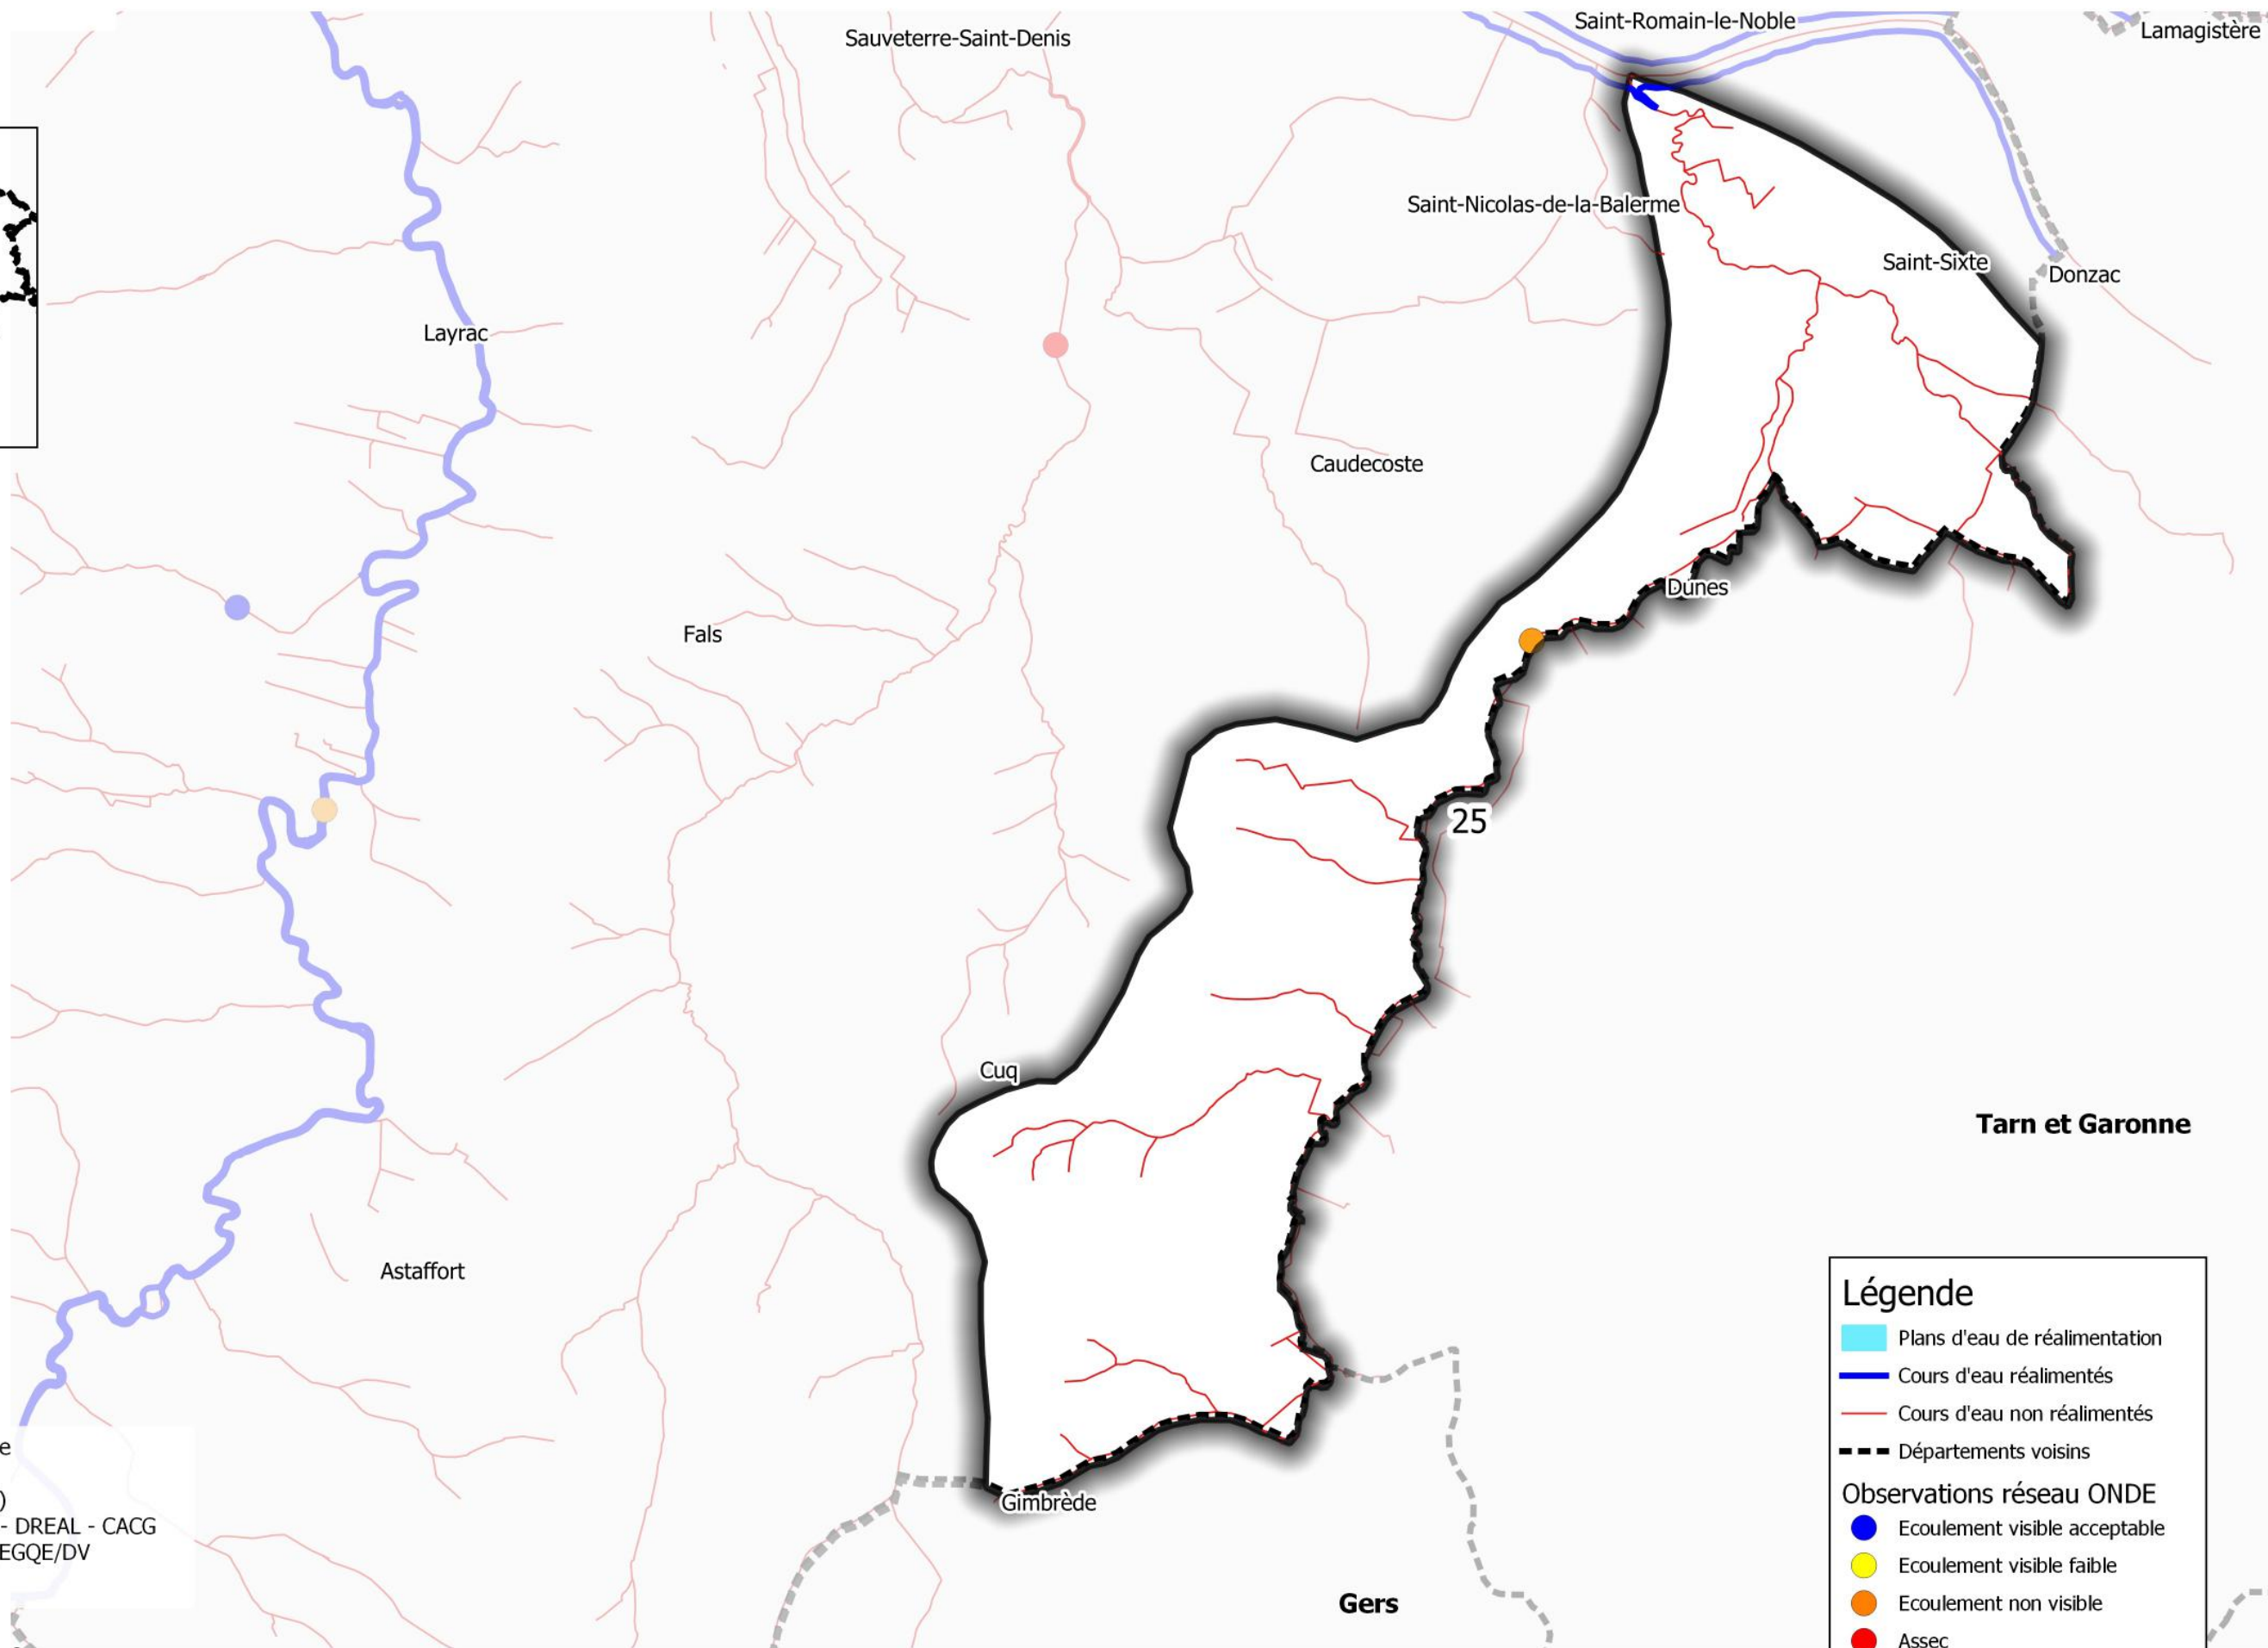 Saint-Romain-le-Noble
Lamagistère
Sauveterre-Saint-Denis
Saint-Nicolas-de-la-Balerme
Saint-Sixte
Donzac
Layrac
Caudecoste
Dunes
Fals
25
Cuq
Tarn et Garonne
Astaffort
Gimbrède
Gers
e
)
- DREAL - CACG
EGQE/DV
Légende
Plans d'eau de réalimentation
Cours d'eau réalimentés
Cours d'eau non réalimentés
Départements voisins
Observations réseau ONDE
Ecoulement visible acceptable
Ecoulement visible faible
Ecoulement non visible
Assec